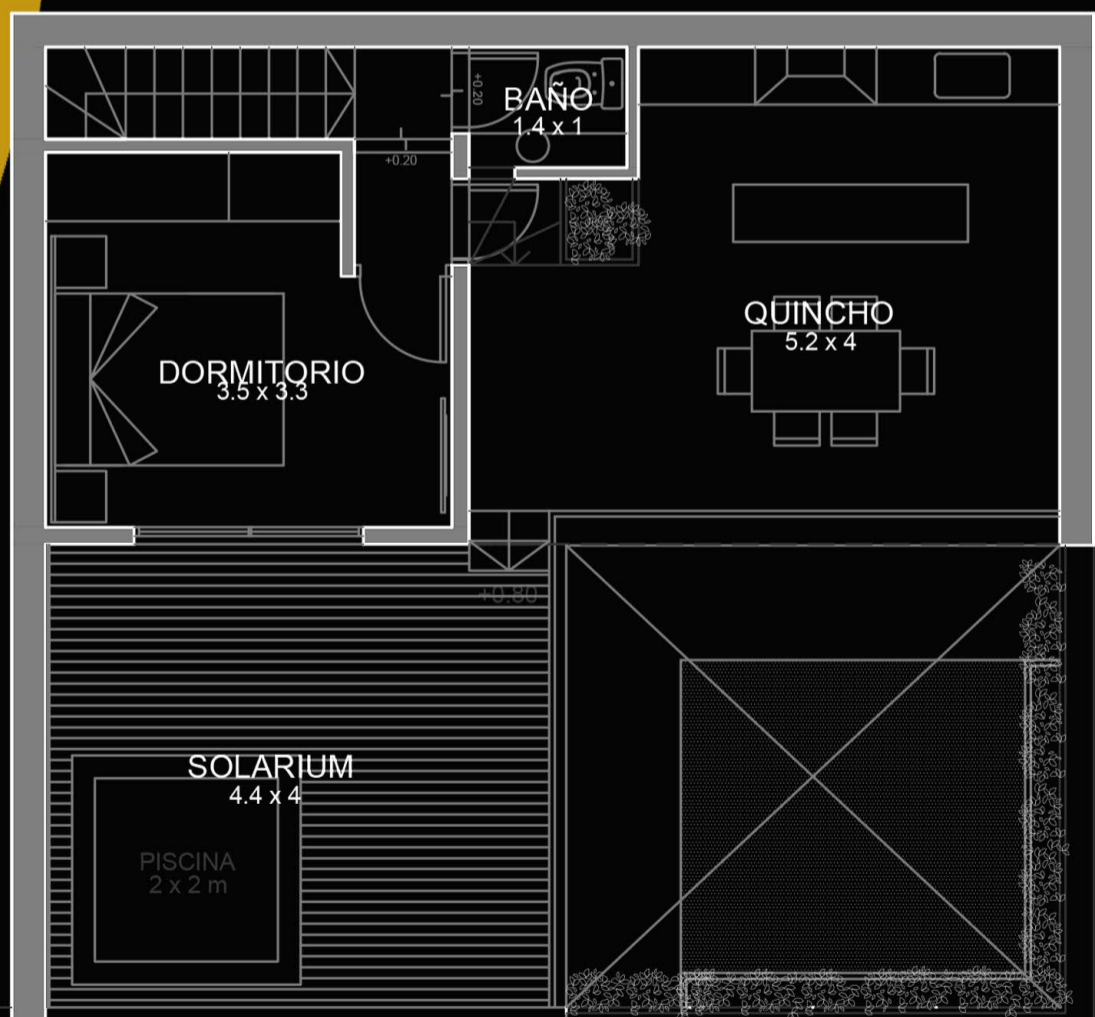 +0.20
BAÑO
1.4 x 1
+0.20
QUINCHO
5.2 x 4
DORMITORIO
3.5 x 3.3
+0.80
SOLARIUM
4.4 x 4
PISCINA
2 x 2 m